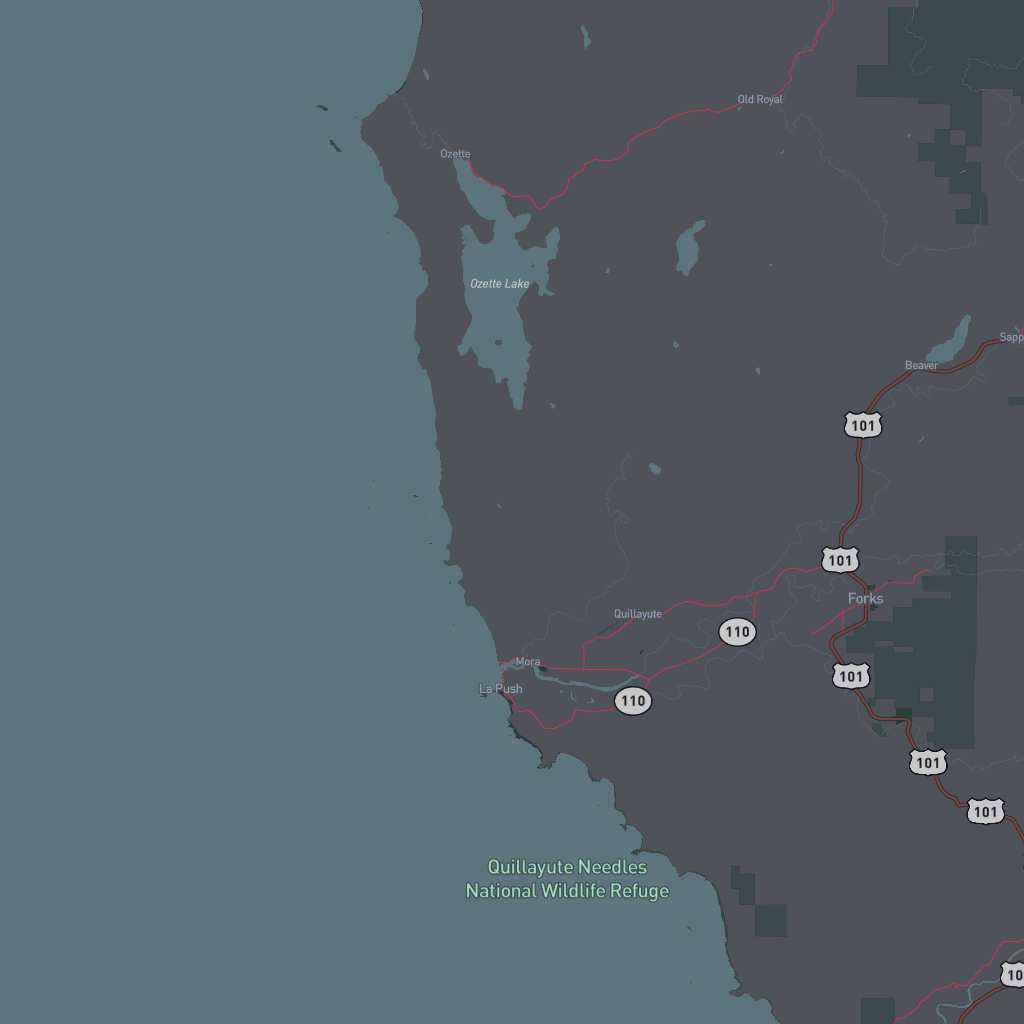 Old Royal
Ozette
Ozette Lake
Sapp
Beaver
101
101
Forks
Quillayute
110
Mora
101
La Push
110
101
101
Quillayute Needles
National Wildlife Refuge
10